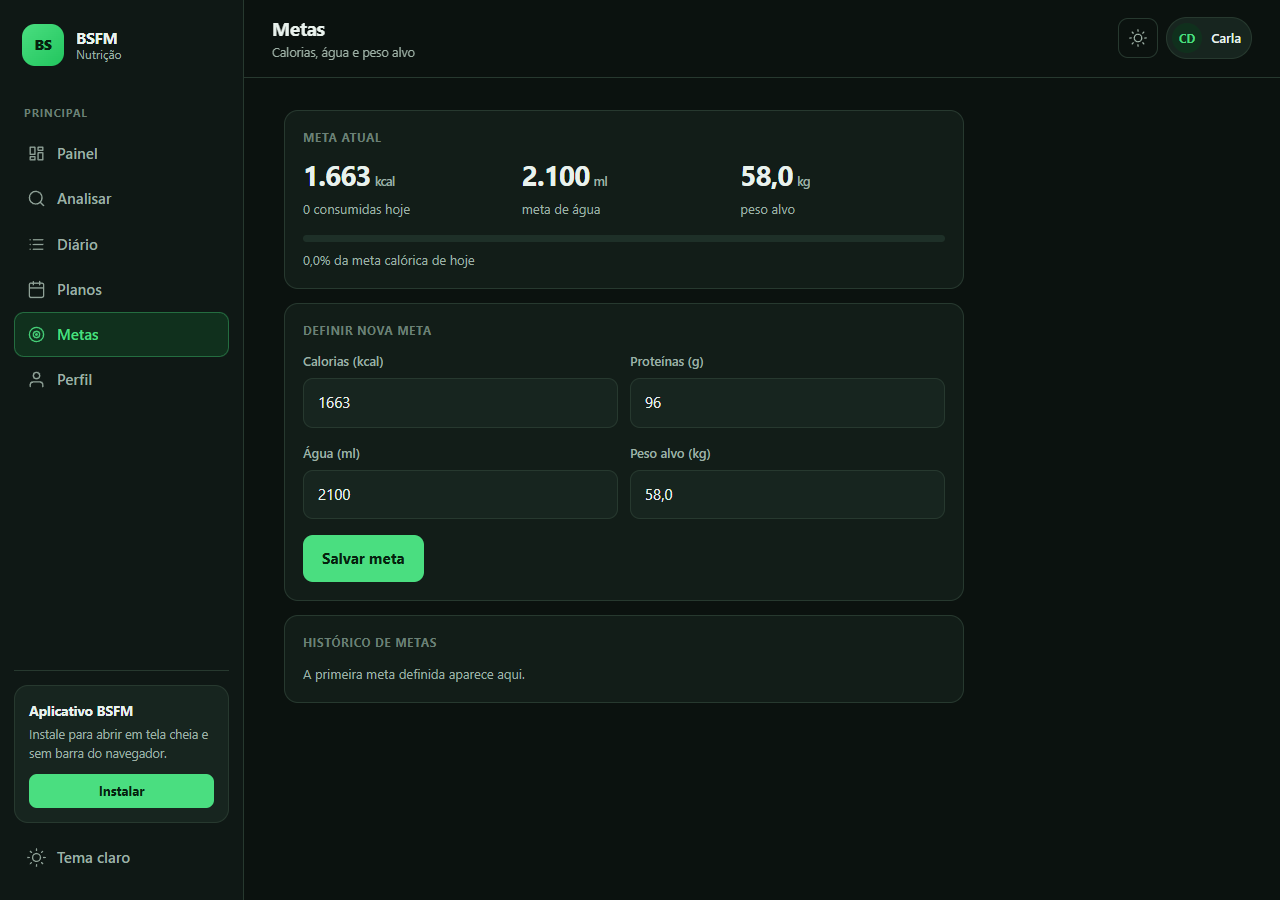 BS
BSFM
Nutrição
PRINCIPAL
Painel
Analisar
Diário
Planos
Metas
Perfil
Aplicativo BSFM
Instale para abrir em tela cheia e
sem barra do navegador.
Instalar
Tema claro
Metas
Calorias, água e peso alvo
CD
Carla
META ATUAL
1.663 kcal
0 consumidas hoje
2.100 ml
meta de água
58,0 kg
peso alvo
0,0% da meta calórica de hoje
DEFINIR NOVA META
Calorias (kcal)
1663
Proteínas (g)
96
Água (ml)
2100
Peso alvo (kg)
58,0
Salvar meta
HISTÓRICO DE METAS
A primeira meta definida aparece aqui.